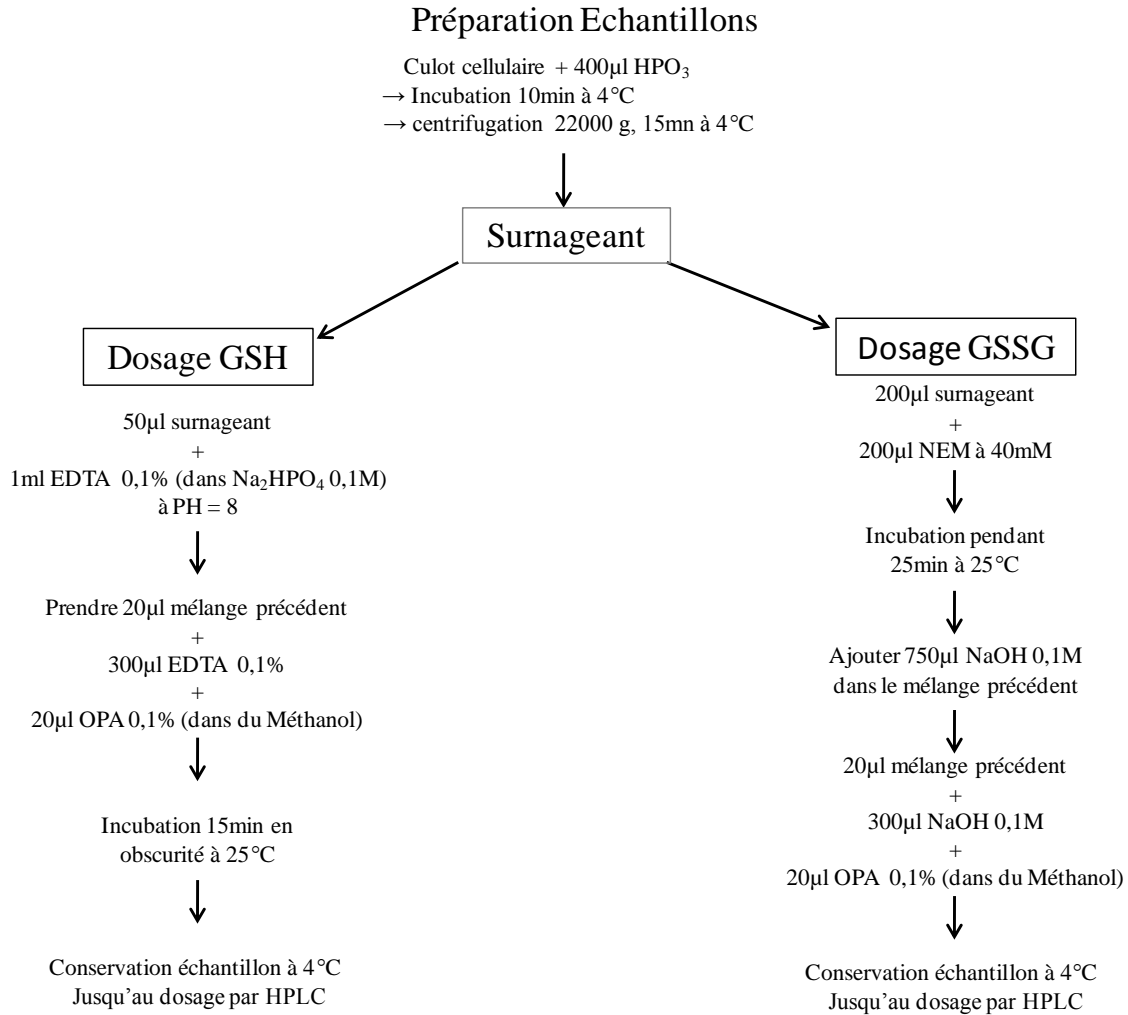 Préparation Echantillons
Culot cellulaire + 400µl HPO₃
→ Incubation 10min à 4°C
→ centrifugation 22000 g, 15mn à 4°C
Surnageant
Dosage GSH
50µl surnageant
+
1ml EDTA 0,1% (dans Na₂HPO₄ 0,1M)
à PH = 8
Prendre 20µl mélange précédent
+
300µl EDTA 0,1%
+
20µl OPA 0,1% (dans du Méthanol)
Incubation 15min en
obscurité à 25°C
Conservation échantillon à 4°C
Jusqu'au dosage par HPLC
Dosage GSSG
200µl surnageant
+
200µl NEM à 40mM
Incubation pendant
25min à 25°C
Ajouter 750µl NaOH 0,1M
dans le mélange précédent
20µl mélange précédent
+
300µl NaOH 0,1M
+
20µl OPA 0,1% (dans du Méthanol)
Conservation échantillon à 4°C
Jusqu'au dosage par HPLC